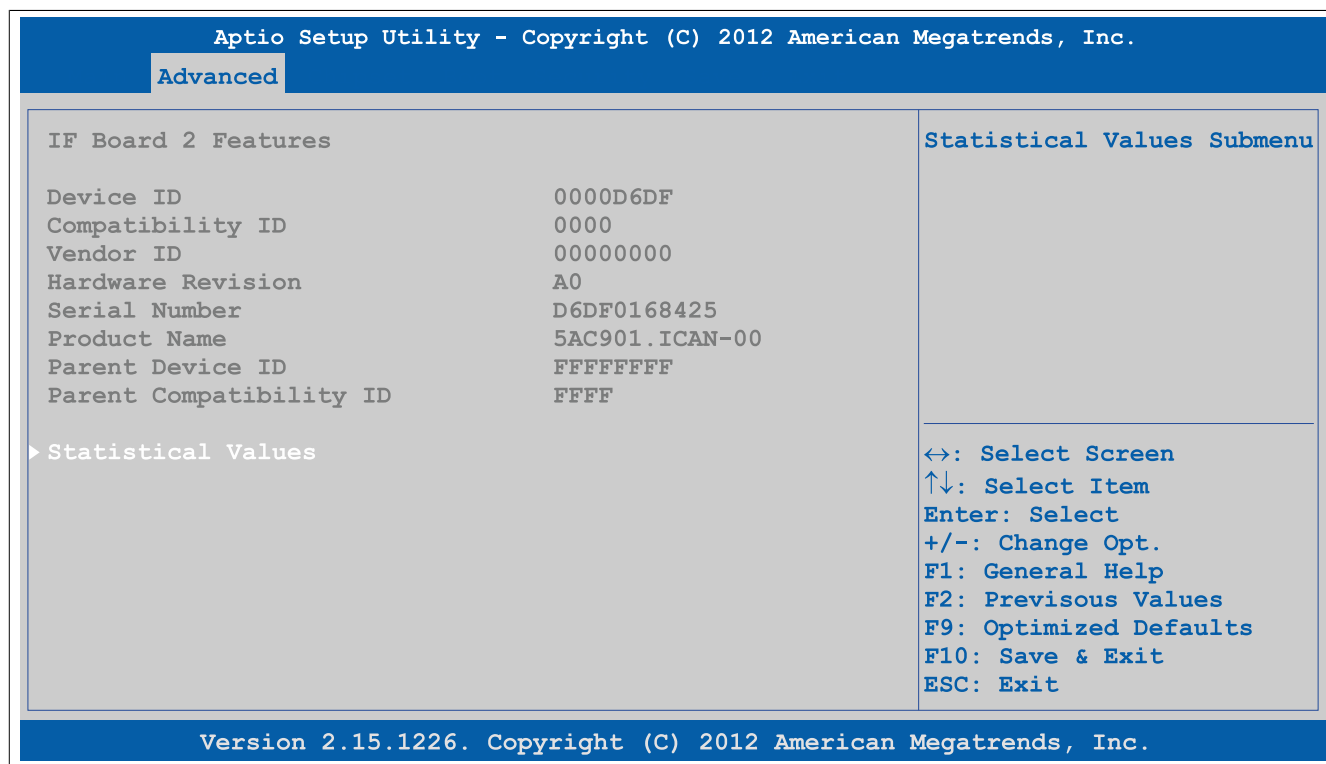 Aptio Setup Utility - Copyright (C) 2012 American Megatrends, Inc.
Advanced
IF Board 2 Features
Device ID 0000D6DF
Compatibility ID 0000
Vendor ID 00000000
Hardware Revision A0
Serial Number D6DF0168425
Product Name 5AC901.ICAN-00
Parent Device ID FFFFFFFF
Parent Compatibility ID FFFF
Statistical Values
Statistical Values Submenu
↔: Select Screen
↑↓: Select Item
Enter: Select
+/-: Change Opt.
F1: General Help
F2: Previsous Values
F9: Optimized Defaults
F10: Save & Exit
ESC: Exit
Version 2.15.1226. Copyright (C) 2012 American Megatrends, Inc.